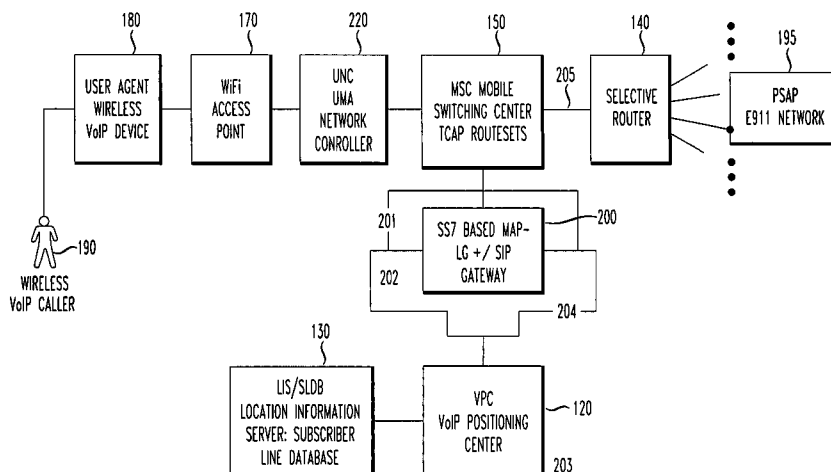 180
170
220
150
140
195
USER AGENT
WIRELESS
VoIP DEVICE
WiFi
ACCESS
POINT
UNC
UMA
NETWORK
CONROLLER
MSC MOBILE
SWITCHING CENTER
TCAP ROUTESETS
205
SELECTIVE
ROUTER
PSAP
E911 NETWORK
201
SS7 BASED MAP-
LG +/ SIP
GATEWAY
200
202
204
190
WIRELESS
VoIP CALLER
130
LIS/SLDB
LOCATION INFORMATION
SERVER: SUBSCRIBER
LINE DATABASE
VPC
VoIP POSITIONING
CENTER
120
203